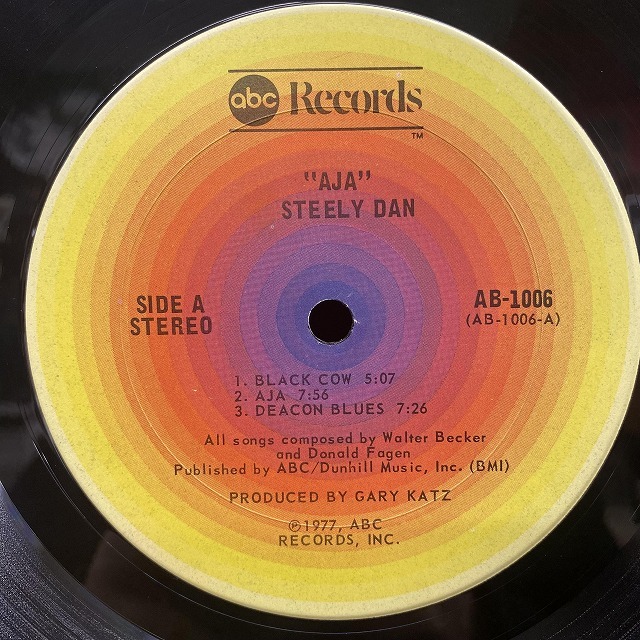 abc Records
TM
"AJA"
STEELY DAN
SIDE A
STEREO
AB-1006
(AB-1006-A)
1. BLACK COW 5:07
2. AJA 7:56
3. DEACON BLUES 7:26
All songs composed by Walter Becker
and Donald Fagen
Published by ABC/Dunhill Music, Inc. (BMI)
PRODUCED BY GARY KATZ
℗1977, ABC
RECORDS, INC.